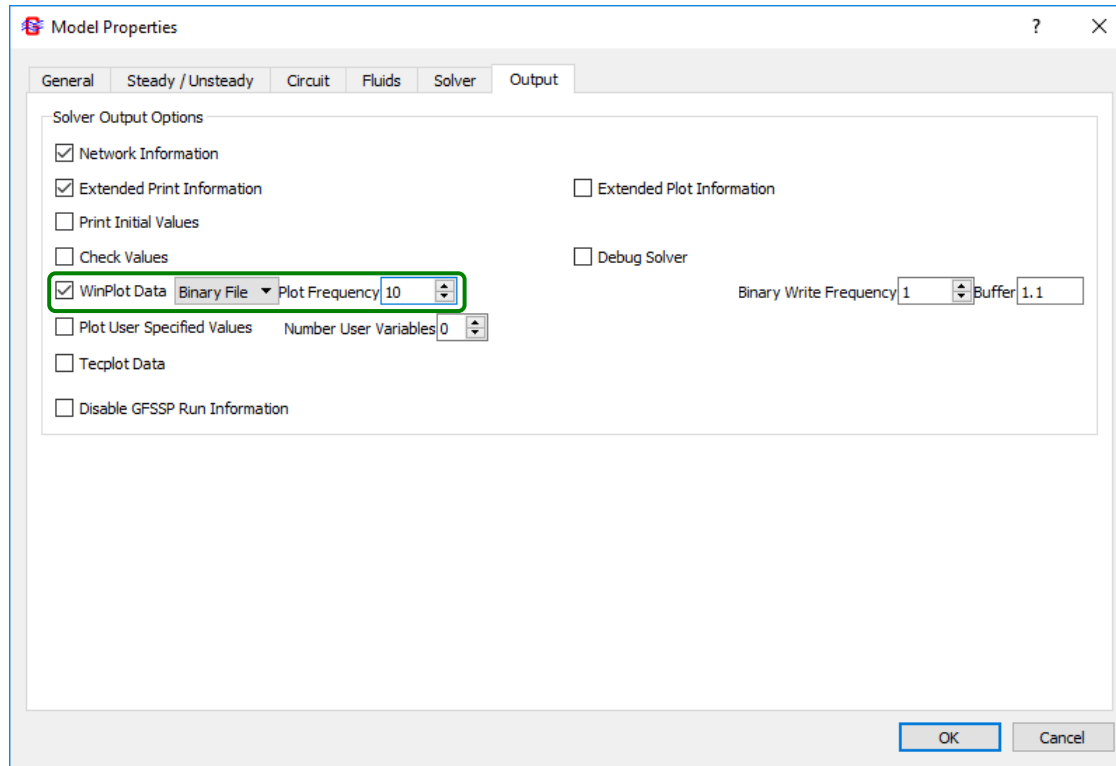 Model Properties ?
General Steady / Unsteady Circuit Fluids Solver Output
Solver Output Options
Network Information
Extended Print Information Extended Plot Information
Print Initial Values
Check Values Debug Solver
WinPlot Data Binary File Plot Frequency 10 Binary Write Frequency 1 Buffer 1.1
Plot User Specified Values Number User Variables 0
Tecplot Data
Disable GFSSP Run Information
OK Cancel